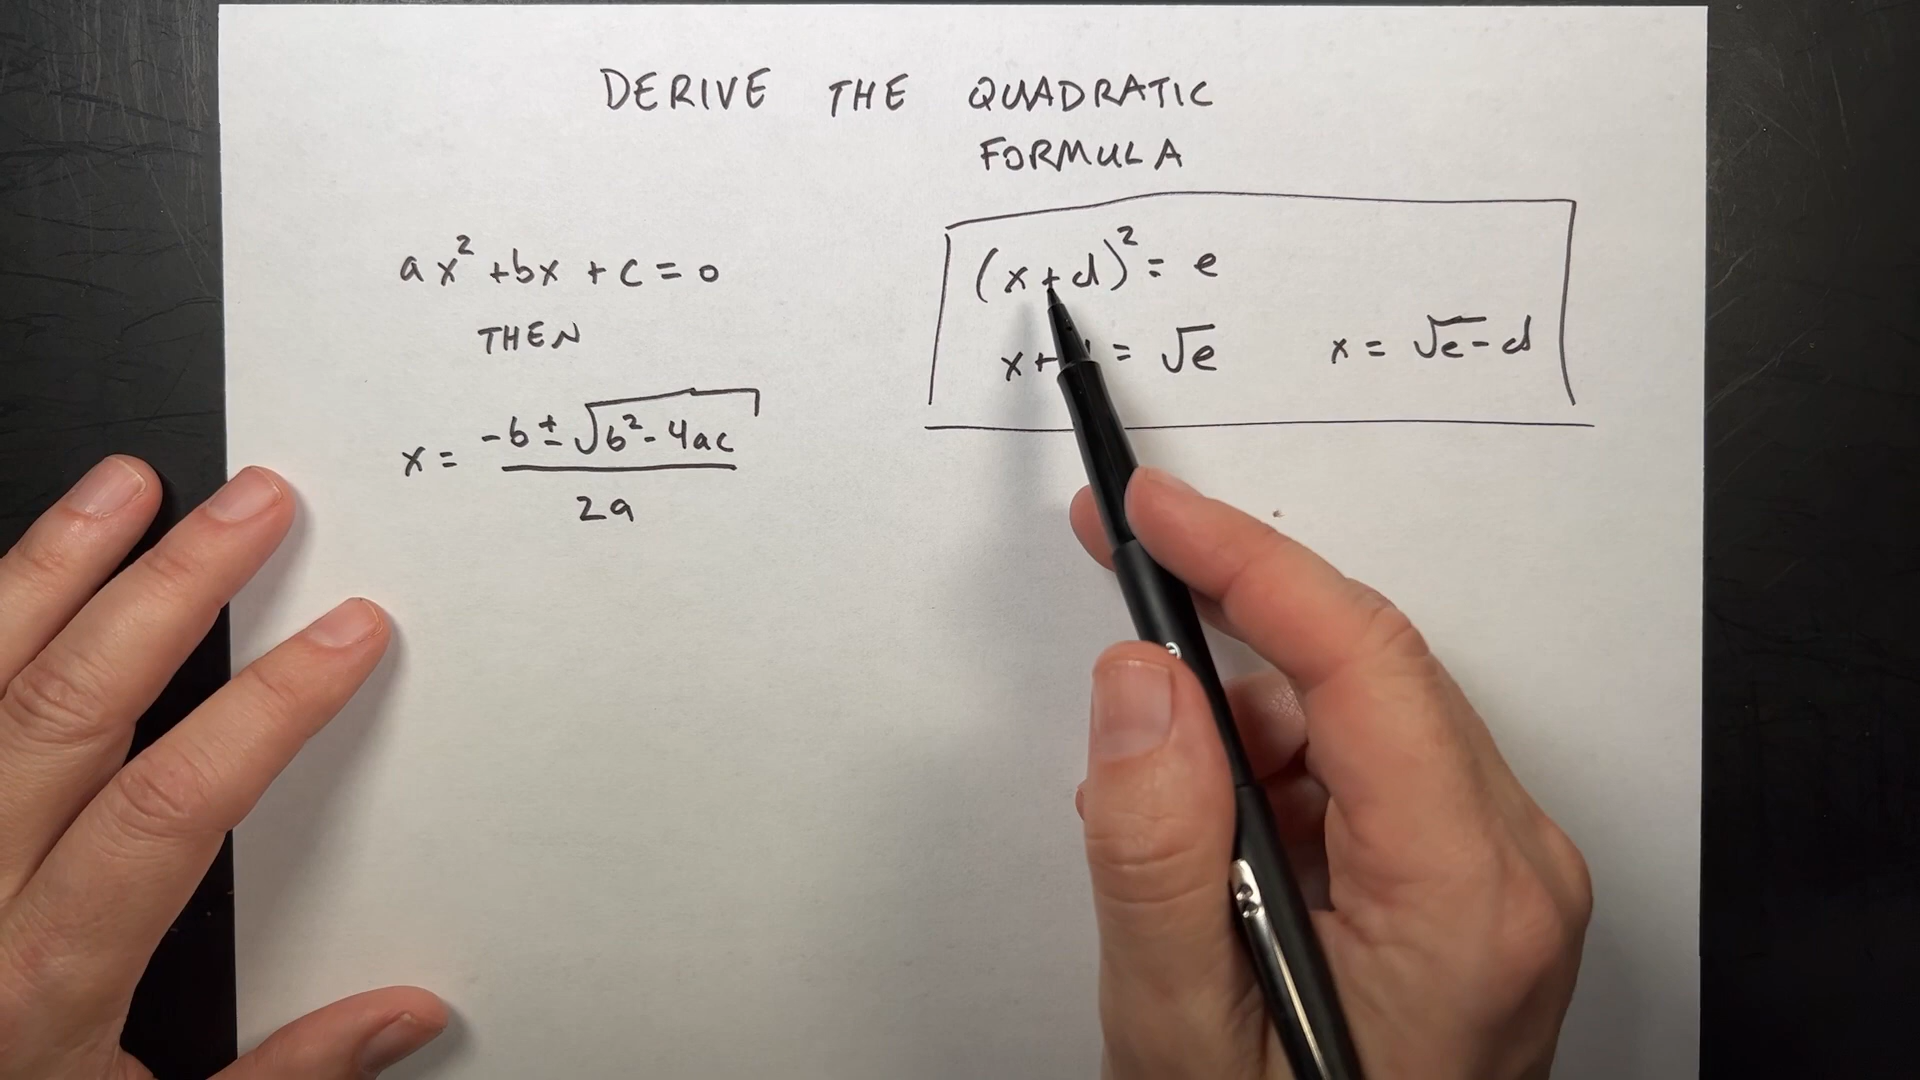 DERIVE THE QUADRATIC
FORMULA
ax² + bx + c = 0
THEN
x = -b ± √b² - 4ac / 2a
(x+d)² = e
x+ = √e
x = √e - d